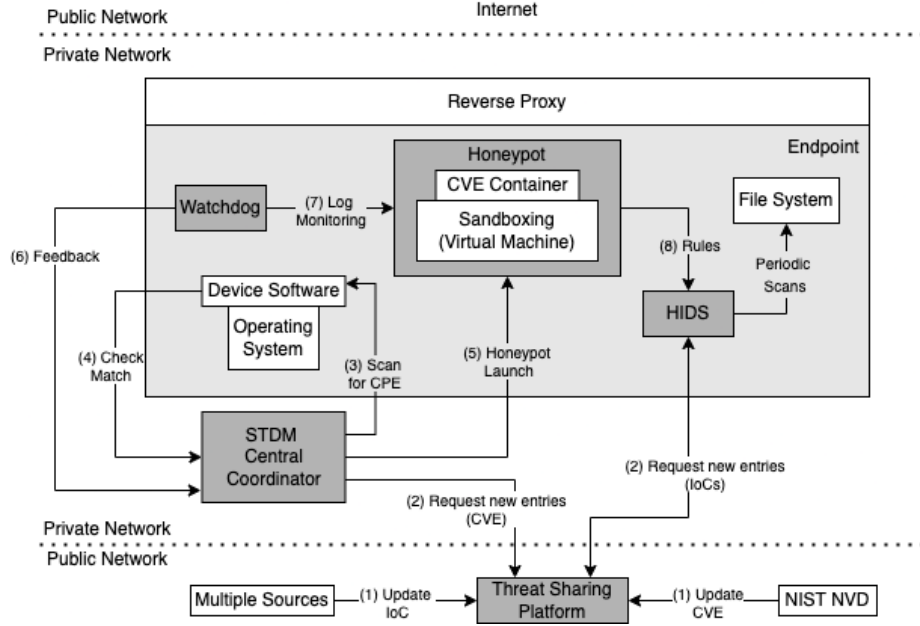 Internet
Public Network
Private Network
Reverse Proxy
Endpoint
Honeypot
CVE Container
Sandboxing
(Virtual Machine)
Watchdog
(7) Log
Monitoring
File System
(6) Feedback
(8) Rules
Periodic
Scans
Device Software
Operating
System
HIDS
(4) Check
Match
(3) Scan
for CPE
(5) Honeypot
Launch
STDM
Central
Coordinator
(2) Request new entries
(CVE)
(2) Request new entries
(IoCs)
Private Network
Public Network
Multiple Sources
(1) Update
IoC
Threat Sharing
Platform
(1) Update
CVE
NIST NVD